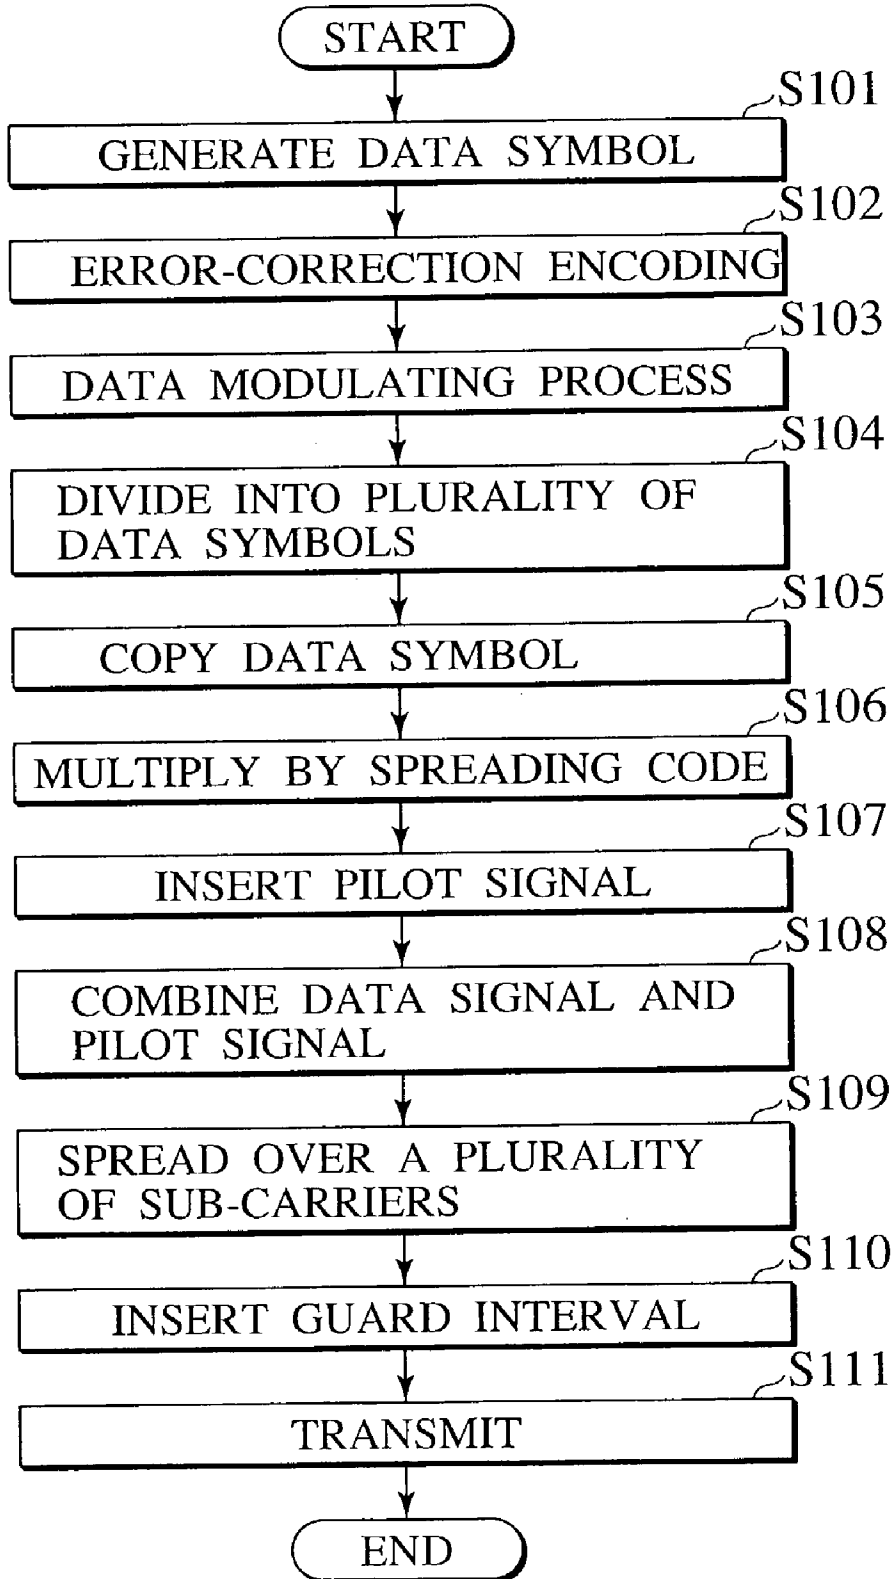 START
S101
GENERATE DATA SYMBOL
S102
ERROR-CORRECTION ENCODING
S103
DATA MODULATING PROCESS
S104
DIVIDE INTO PLURALITY OF
DATA SYMBOLS
S105
COPY DATA SYMBOL
S106
MULTIPLY BY SPREADING CODE
S107
INSERT PILOT SIGNAL
S108
COMBINE DATA SIGNAL AND
PILOT SIGNAL
S109
SPREAD OVER A PLURALITY
OF SUB-CARRIERS
S110
INSERT GUARD INTERVAL
S111
TRANSMIT
END